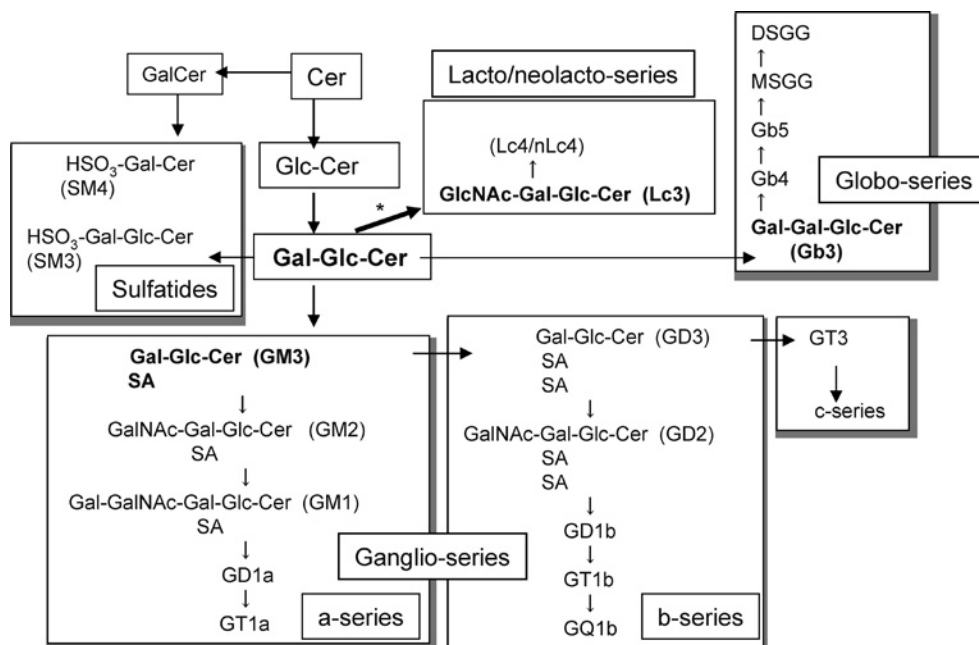 GalCer
Cer
HSO₃-Gal-Cer
(SM4)
HSO₃-Gal-Glc-Cer
(SM3)
Sulfatides
Glc-Cer
Gal-Glc-Cer
*
Lacto/neolacto-series
(Lc4/nLc4)
↑
GlcNAc-Gal-Glc-Cer (Lc3)
DSGG
↑
MSGG
↑
Gb5
↑
Gb4
↑
Gal-Gal-Glc-Cer
(Gb3)
Globo-series
Gal-Glc-Cer (GM3)
SA
↓
GalNAc-Gal-Glc-Cer (GM2)
SA
↓
Gal-GalNAc-Gal-Glc-Cer (GM1)
SA
↓
GD1a
↓
GT1a
a-series
Ganglio-series
Gal-Glc-Cer (GD3)
SA
SA
↓
GalNAc-Gal-Glc-Cer (GD2)
SA
SA
↓
GD1b
↓
GT1b
↓
GQ1b
b-series
GT3
c-series